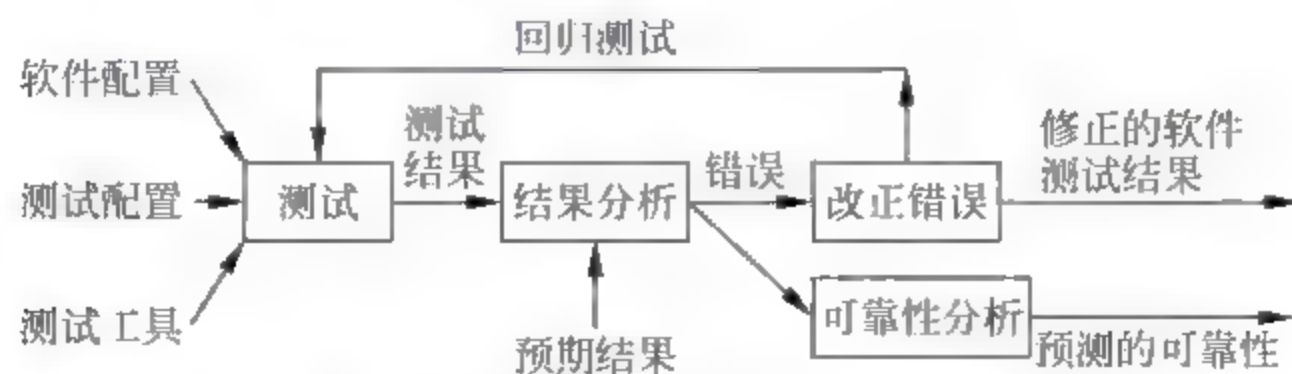 回归测试
软件配置
测试
结果
修正的软件
测试结果
测试配置
测试
结果分析
错误
改正错误
测试工具
预期结果
可靠性分析
预测的可靠性